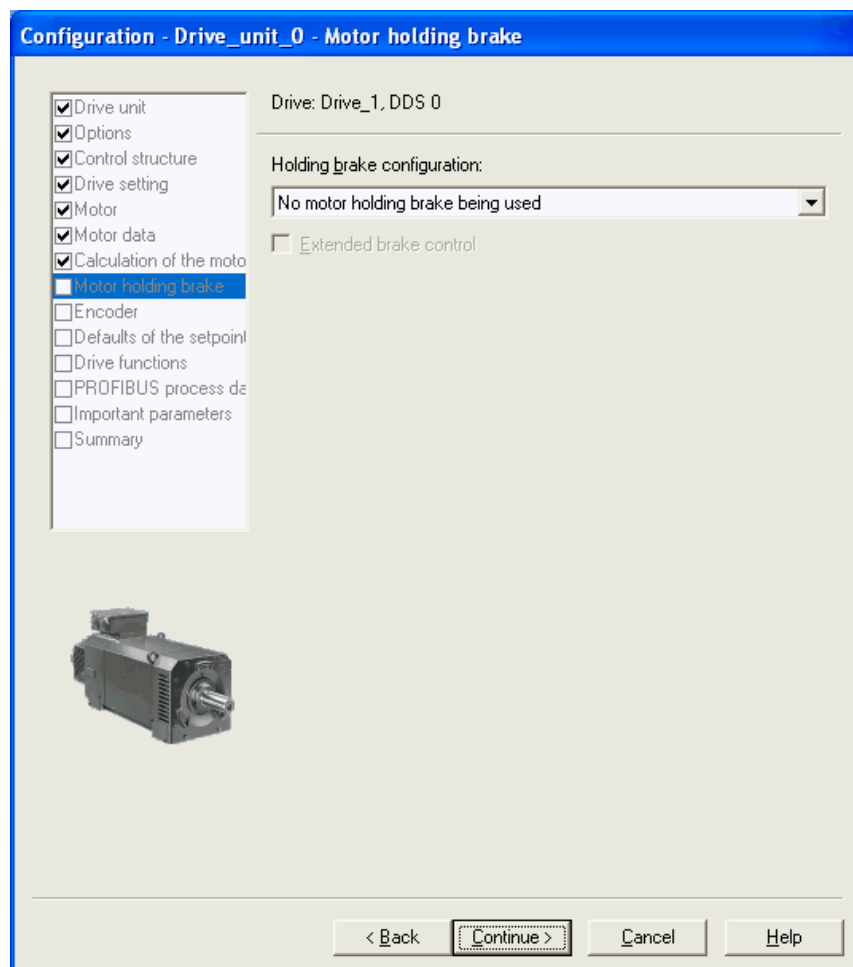 Configuration - Drive_unit_0 - Motor holding brake
Drive unit
Options
Control structure
Drive setting
Motor
Motor data
Calculation of the moto
Motor holding brake
Encoder
Defaults of the setpoint
Drive functions
PROFIBUS process da
Important parameters
Summary
Drive: Drive_1, DDS 0
Holding brake configuration:
No motor holding brake being used
Extended brake control
< Back
Continue >
Cancel
Help